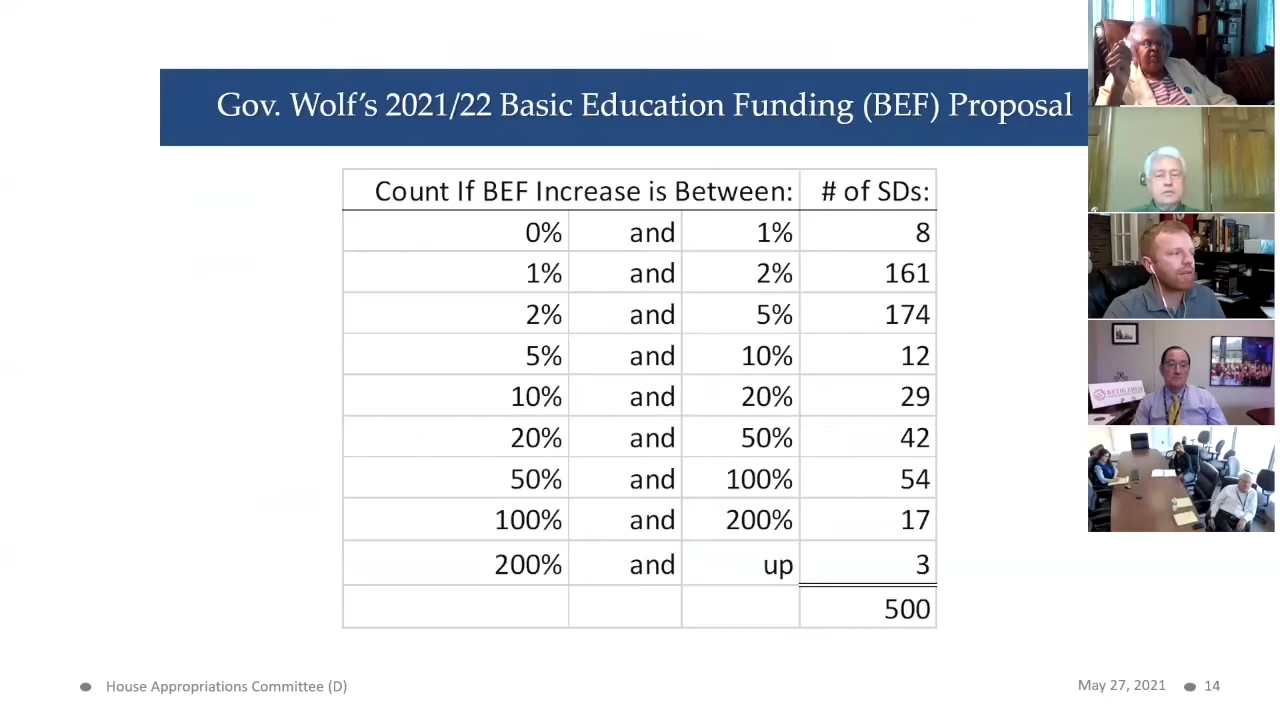 Gov. Wolf's 2021/22 Basic Education Funding (BEF) Proposal
Count If BEF Increase is Between: # of SDs:
0% and 1% 8
1% and 2% 161
2% and 5% 174
5% and 10% 12
10% and 20% 29
20% and 50% 42
50% and 100% 54
100% and 200% 17
200% and up 3
500
House Appropriations Committee (D)
May 27, 2021
14
BETHLEHEM